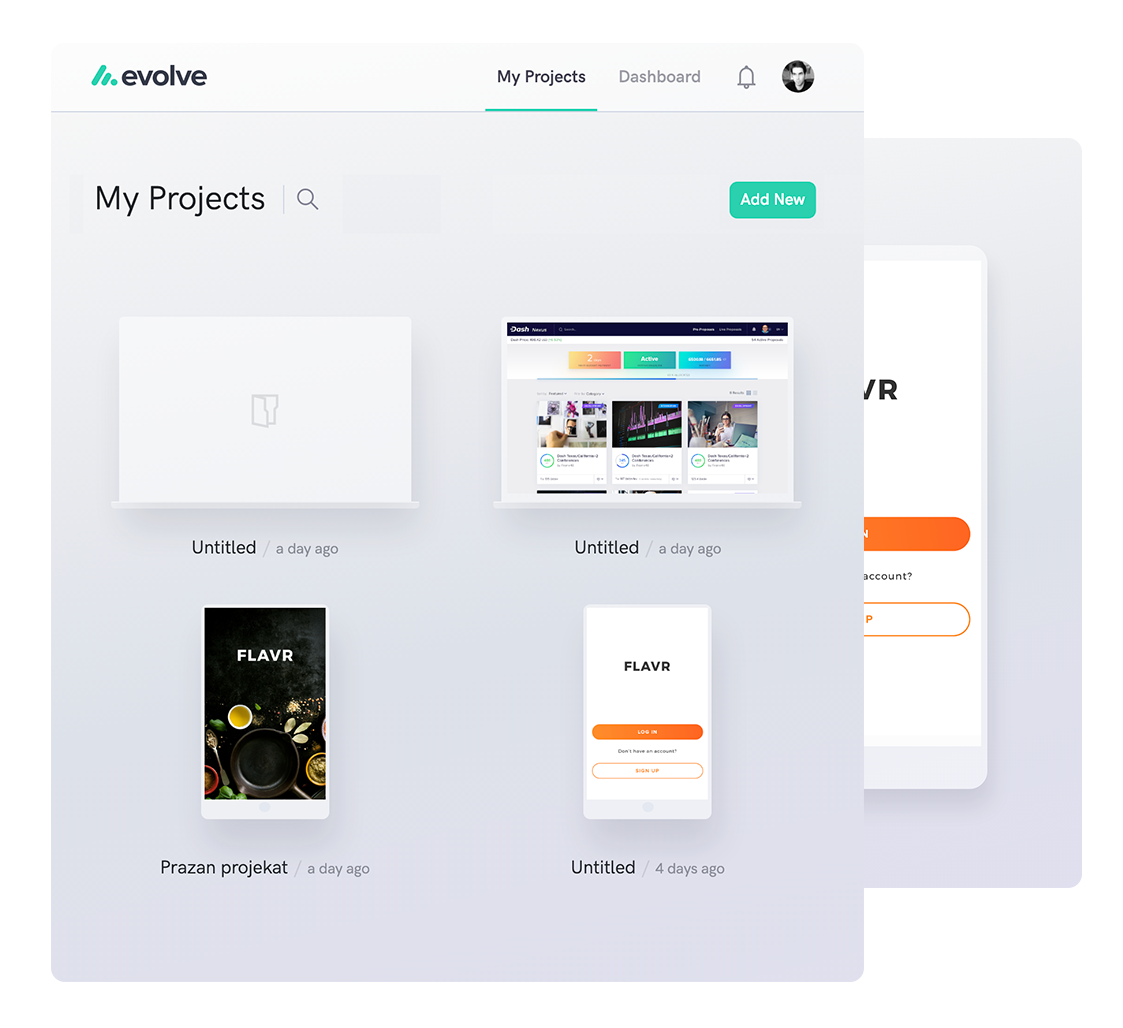 evolve
My Projects
Dashboard
My Projects
Add New
Dash Nexus
Active
Untitled / a day ago
Untitled / a day ago
FLAVR
Prazan projekat / a day ago
FLAVR
LOG IN
Don't have an account?
SIGN UP
Untitled / 4 days ago
VR
N
account?
P